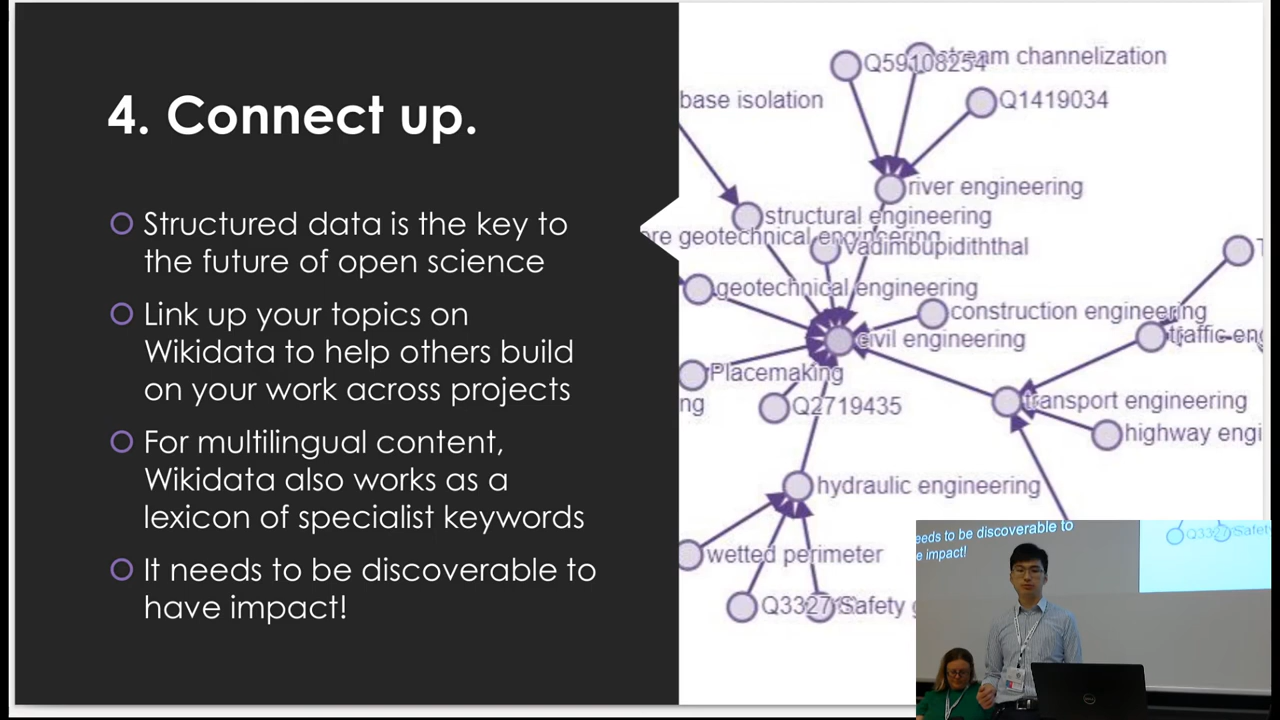 4. Connect up.
Structured data is the key to
the future of open science
Link up your topics on
Wikidata to help others build
on your work across projects
For multilingual content,
Wikidata also works as a
lexicon of specialist keywords
It needs to be discoverable to
have impact!
stream channelization
Q59108254
base isolation
Q1419034
river engineering
structural engineering
re geotechnical engineering
Vadimbupidiththal
geotechnical engineering
construction engineering
traffic eng
civil engineering
Placemaking
ng
Q2719435
transport engineering
highway engi
hydraulic engineering
wetted perimeter
Safety g
eeds to be discoverable to
e impact!
DELL